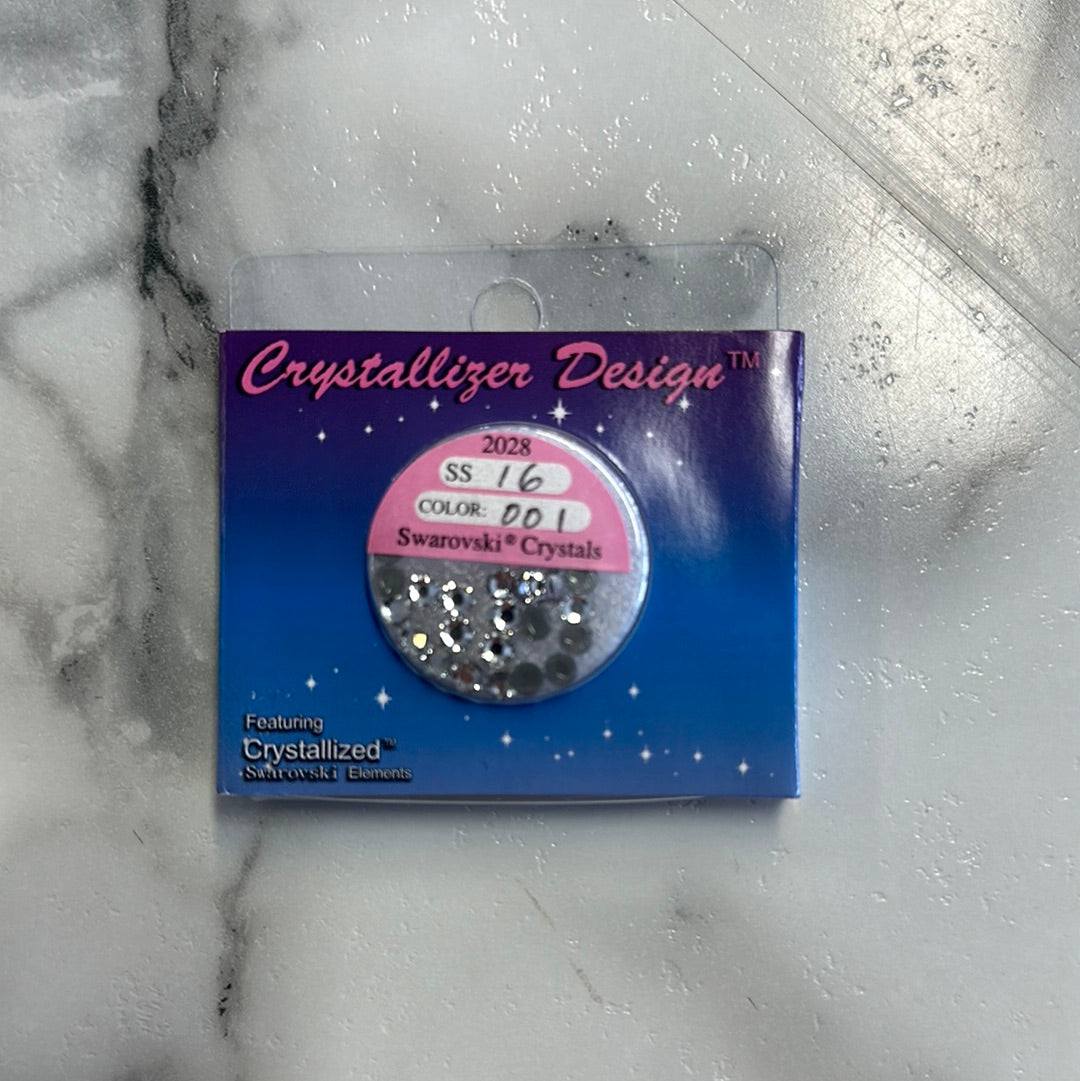 Crystallizer Design™
2028
SS 16
COLOR: 001
Swarovski® Crystals
Featuring
Crystallized™
Swarovski Elements